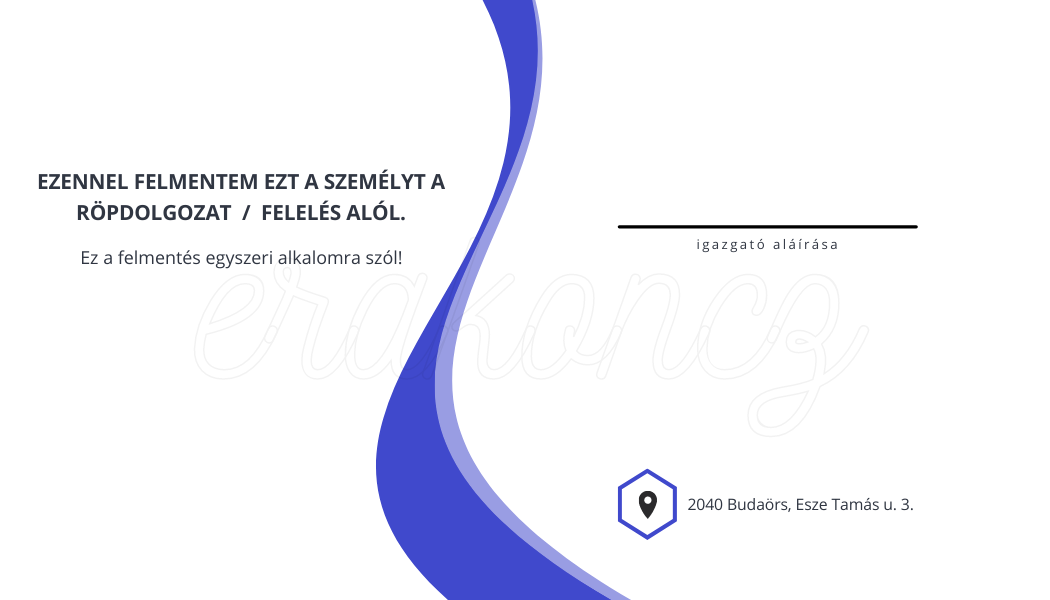 EZENNEL FELMENTEM EZT A SZEMÉLYT A
RÖPDOLGOZAT / FELELÉS ALÓL.
Ez a felmentés egyszeri alkalomra szól!
igazgató aláírása
erakoncz
2040 Budaörs, Esze Tamás u. 3.